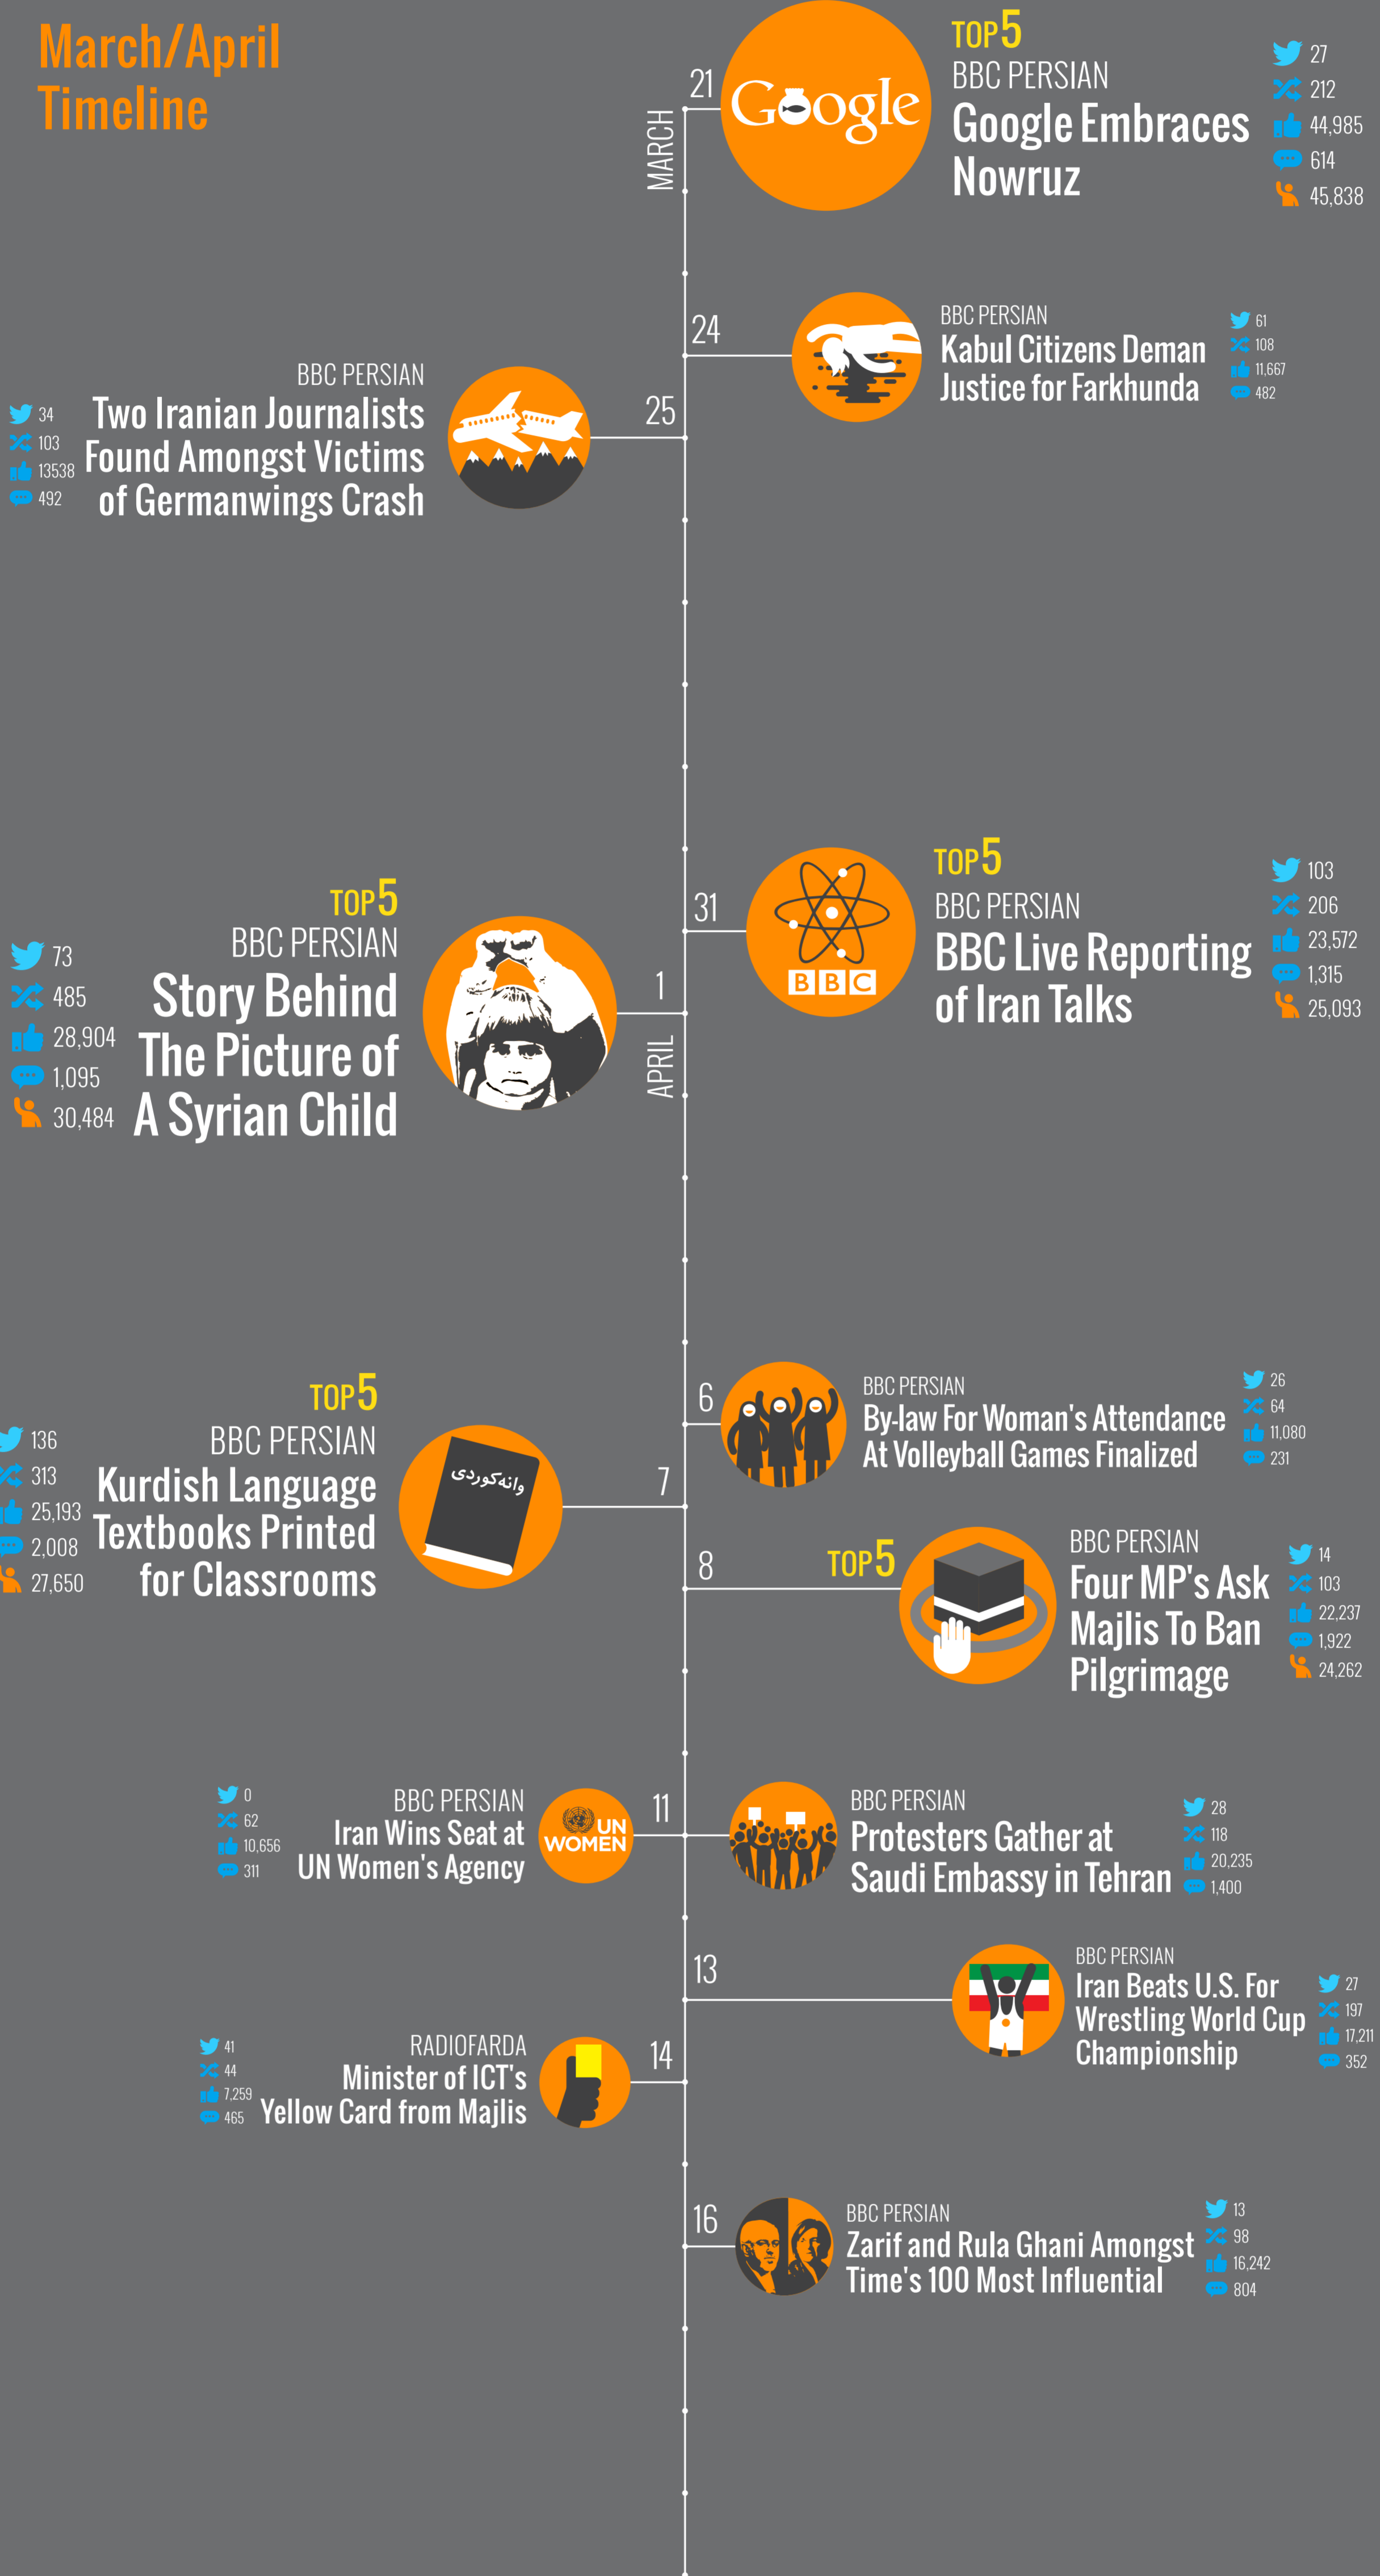 March/April
Timeline
MARCH
21
Google
TOP5
BBC PERSIAN
Google Embraces
Nowruz
27
212
44,985
614
45,838
24
BBC PERSIAN
Kabul Citizens Deman
Justice for Farkhunda
61
108
11,667
482
25
BBC PERSIAN
Two Iranian Journalists
Found Amongst Victims
of Germanwings Crash
34
103
13538
492
31
BBC
TOP5
BBC PERSIAN
BBC Live Reporting
of Iran Talks
103
206
23,572
1,315
25,093
1
APRIL
TOP5
BBC PERSIAN
Story Behind
The Picture of
A Syrian Child
73
485
28,904
1,095
30,484
6
BBC PERSIAN
By-law For Woman's Attendance
At Volleyball Games Finalized
26
64
11,080
231
7
TOP5
BBC PERSIAN
Kurdish Language
Textbooks Printed
for Classrooms
136
313
25,193
2,008
27,650
وانەکوردی
8
TOP5
BBC PERSIAN
Four MP's Ask
Majlis To Ban
Pilgrimage
14
103
22,237
1,922
24,262
11
BBC PERSIAN
Iran Wins Seat at
UN Women's Agency
0
62
10,656
311
UN
WOMEN
BBC PERSIAN
Protesters Gather at
Saudi Embassy in Tehran
28
118
20,235
1,400
13
BBC PERSIAN
Iran Beats U.S. For
Wrestling World Cup
Championship
27
197
17,211
352
14
RADIOFARDA
Minister of ICT's
Yellow Card from Majlis
41
44
7,259
465
16
BBC PERSIAN
Zarif and Rula Ghani Amongst
Time's 100 Most Influential
13
98
16,242
804